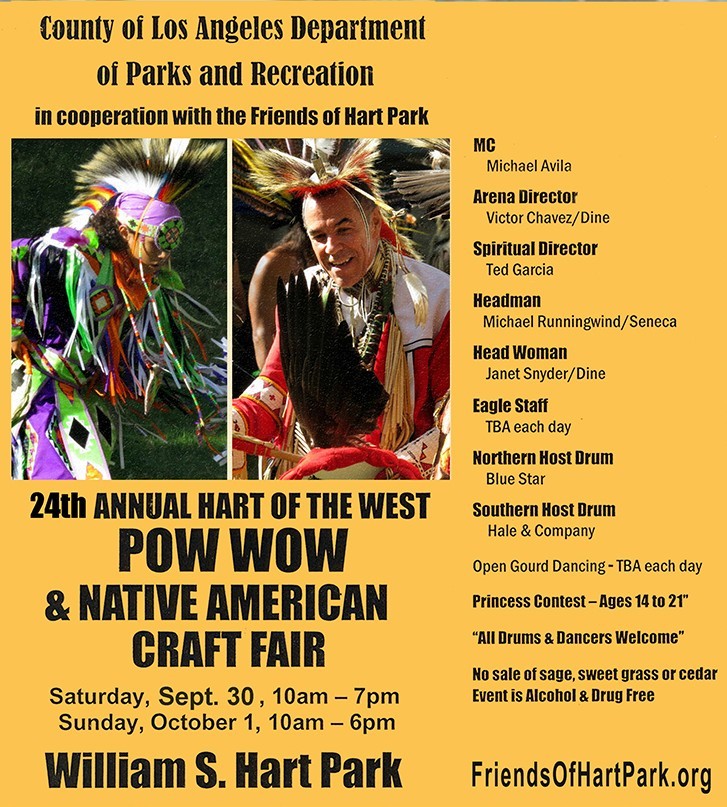 County of Los Angeles Department
of Parks and Recreation
in cooperation with the Friends of Hart Park
24th ANNUAL HART OF THE WEST
POW WOW
& NATIVE AMERICAN
CRAFT FAIR
Saturday, Sept. 30, 10am – 7pm
Sunday, October 1, 10am – 6pm
William S. Hart Park
MC
Michael Avila
Arena Director
Victor Chavez/Dine
Spiritual Director
Ted Garcia
Headman
Michael Runningwind/Seneca
Head Woman
Janet Snyder/Dine
Eagle Staff
TBA each day
Northern Host Drum
Blue Star
Southern Host Drum
Hale & Company
Open Gourd Dancing - TBA each day
Princess Contest – Ages 14 to 21"
"All Drums & Dancers Welcome"
No sale of sage, sweet grass or cedar
Event is Alcohol & Drug Free
FriendsOfHartPark.org